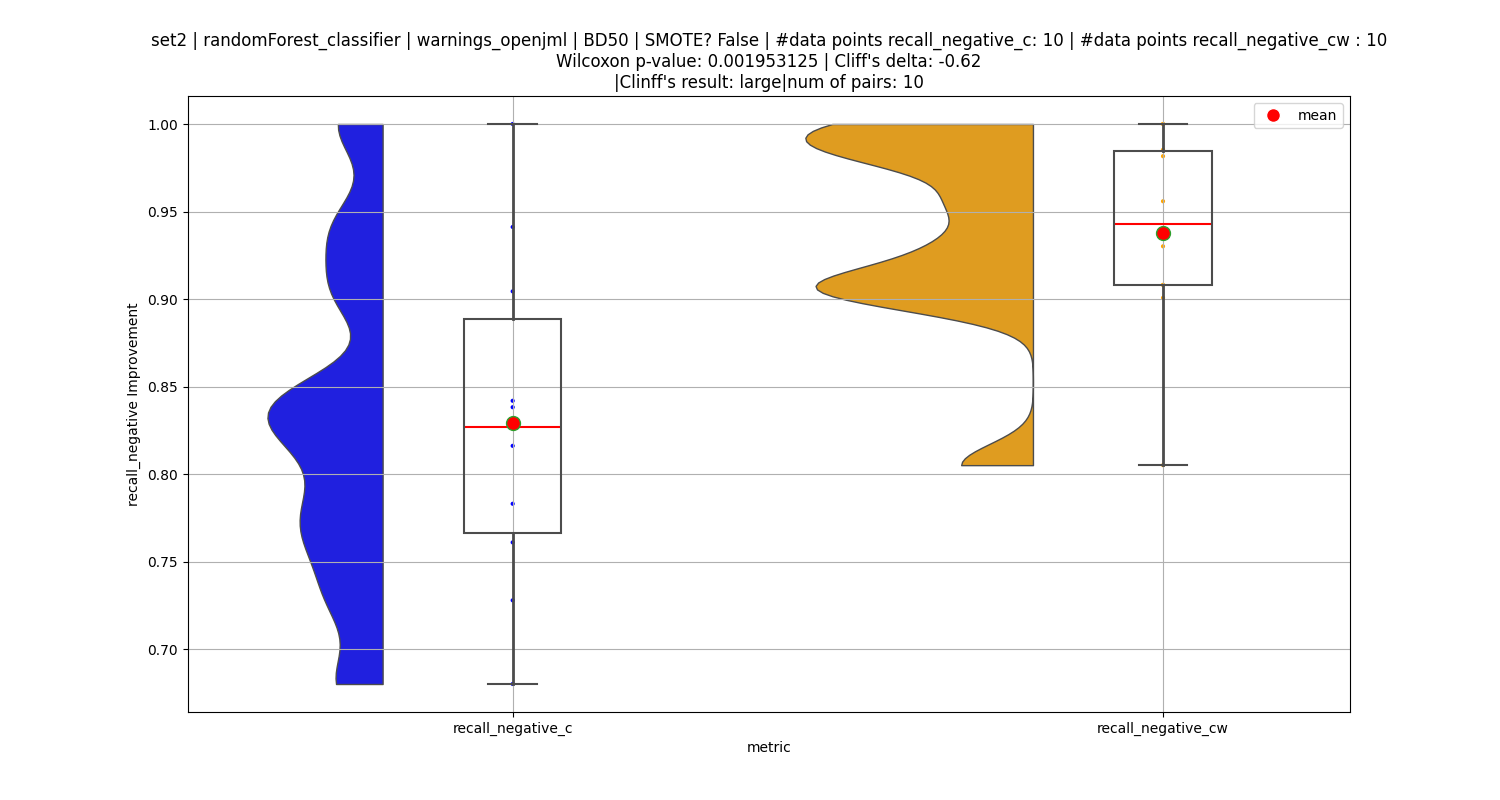 set2 | randomForest_classifier | warnings_openjml | BD50 | SMOTE? False | #data points recall_negative_c: 10 | #data points recall_negative_cw : 10
Wilcoxon p-value: 0.001953125 | Cliff's delta: -0.62
|Clinff's result: large|num of pairs: 10
mean
1.00
0.95
0.90
0.85
0.80
0.75
0.70
recall_negative Improvement
recall_negative_c
recall_negative_cw
metric